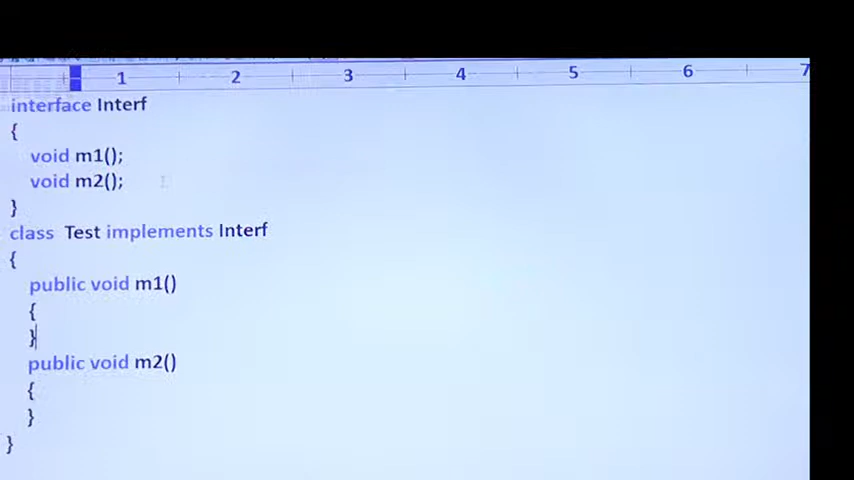 1 2 3 4 5 6 7
interface Interf
{
void m1();
void m2();
}
class Test implements Interf
{
public void m1()
{
}
public void m2()
{
}
}